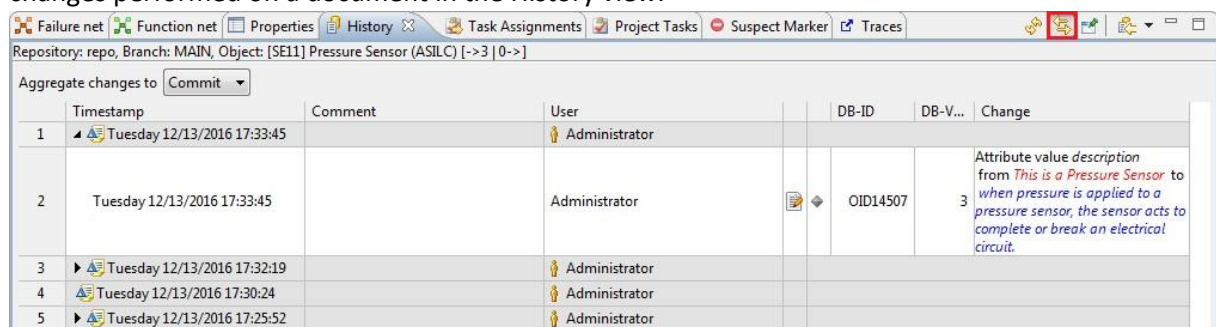 changes performed on a document in the History view.
Failure net Function net Properties History Task Assignments Project Tasks Suspect Marker Traces
Repository: repo, Branch: MAIN, Object: [SE11] Pressure Sensor (ASILC) [->3 | 0->]
Aggregate changes to Commit
Timestamp Comment User DB-ID DB-V... Change
1 Tuesday 12/13/2016 17:33:45 Administrator
2 Tuesday 12/13/2016 17:33:45 Administrator OID14507 3 Attribute value description
from This is a Pressure Sensor to
when pressure is applied to a
pressure sensor, the sensor acts to
complete or break an electrical
circuit.
3 Tuesday 12/13/2016 17:32:19 Administrator
4 Tuesday 12/13/2016 17:30:24 Administrator
5 Tuesday 12/13/2016 17:25:52 Administrator